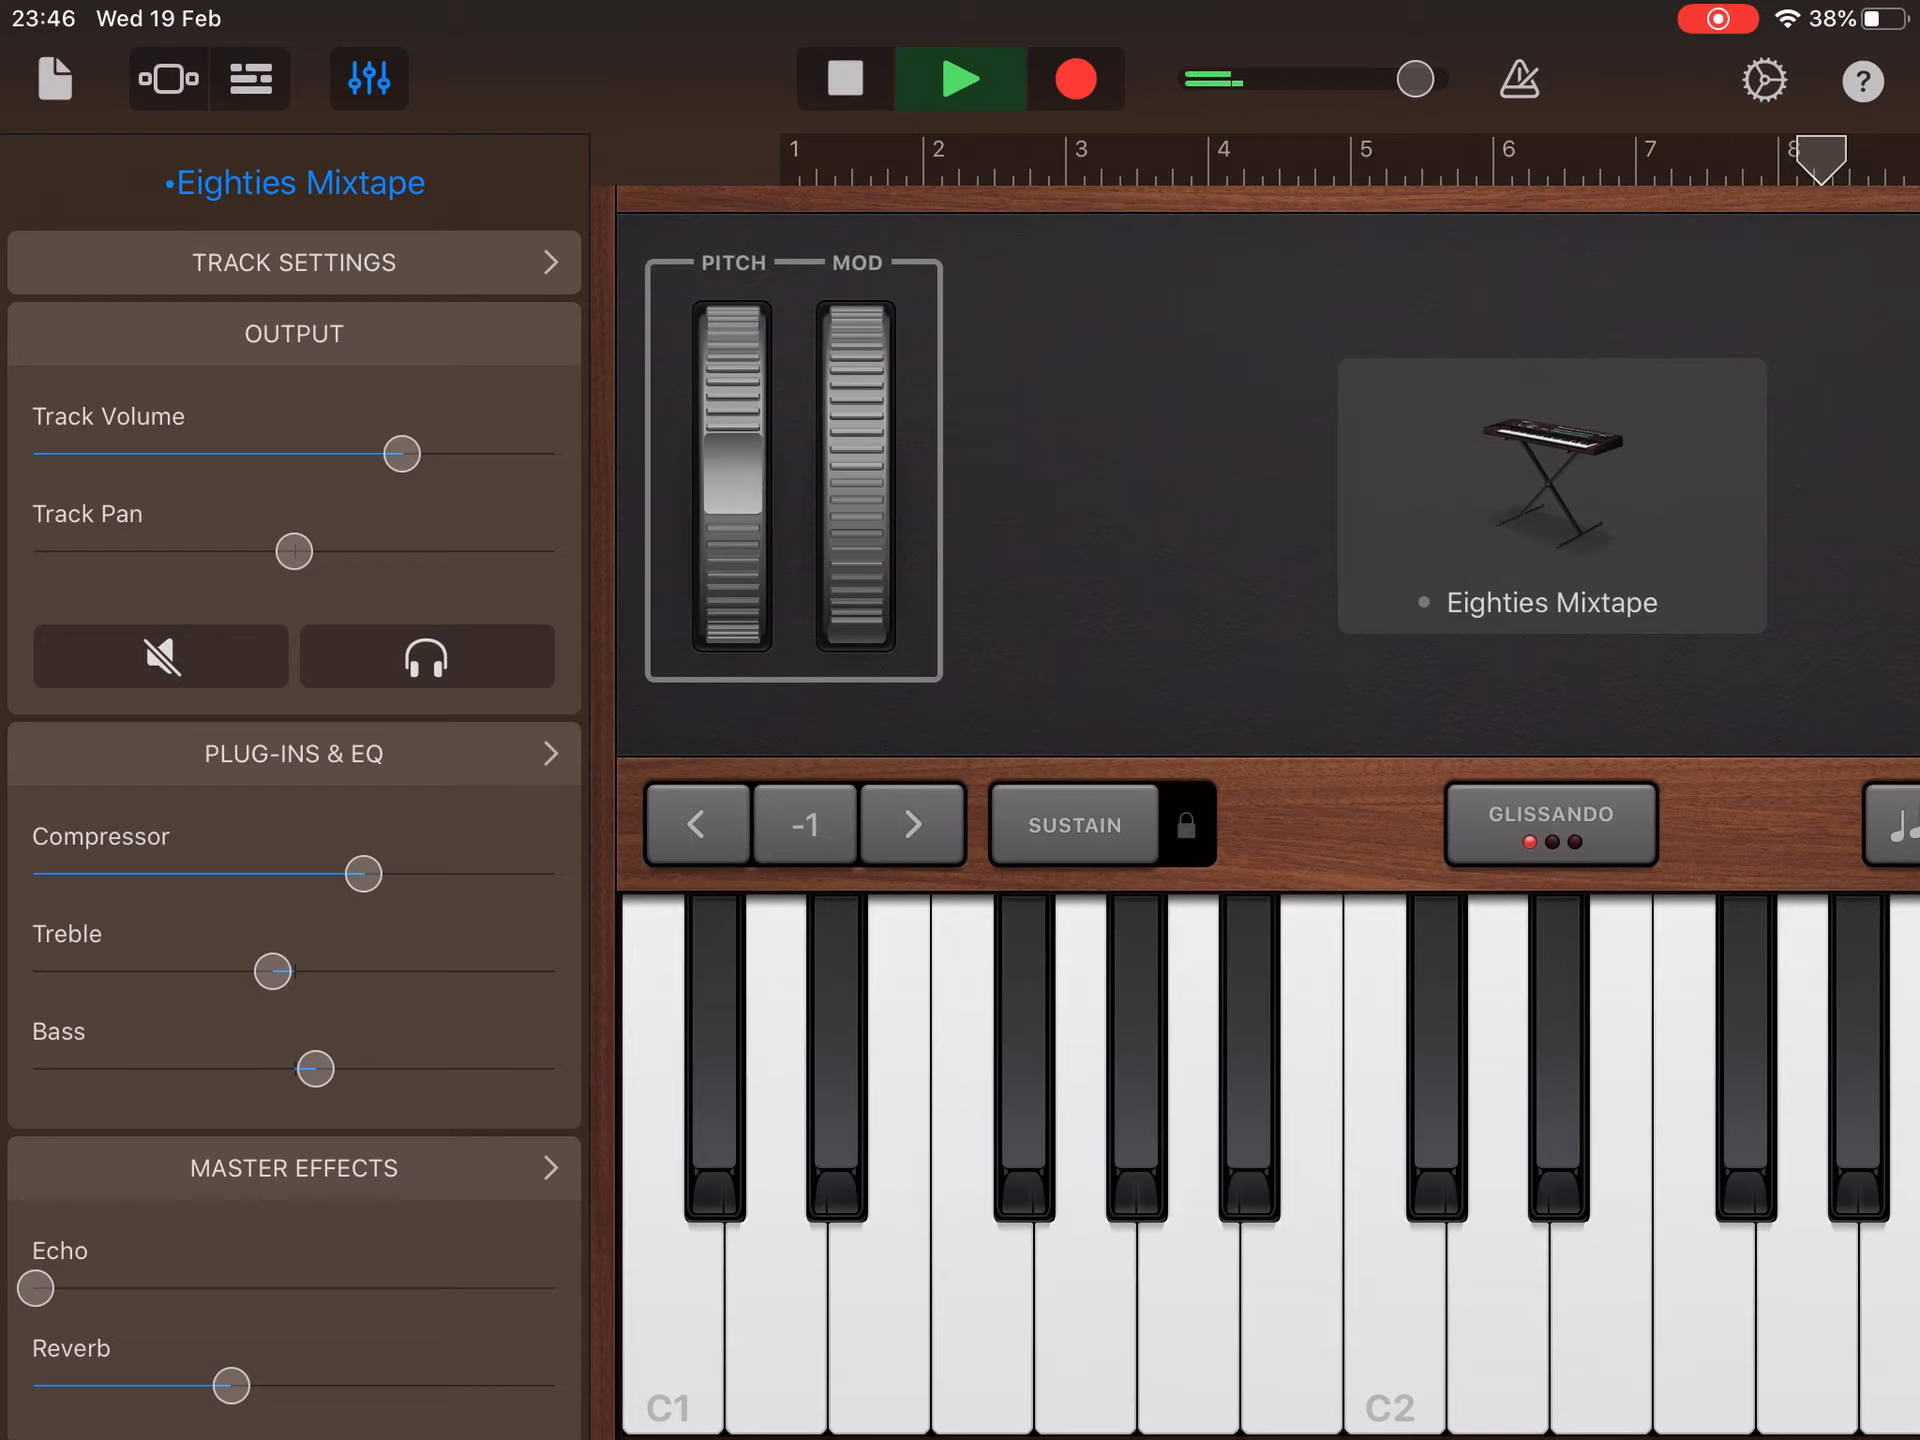 23:46 Wed 19 Feb 38%
?
1 2 3 4 5 6 7 8
•Eighties Mixtape
TRACK SETTINGS
OUTPUT
Track Volume
Track Pan
PLUG-INS & EQ
Compressor
Treble
Bass
MASTER EFFECTS
Echo
Reverb
PITCH MOD
Eighties Mixtape
-1
SUSTAIN
GLISSANDO
C1 C2